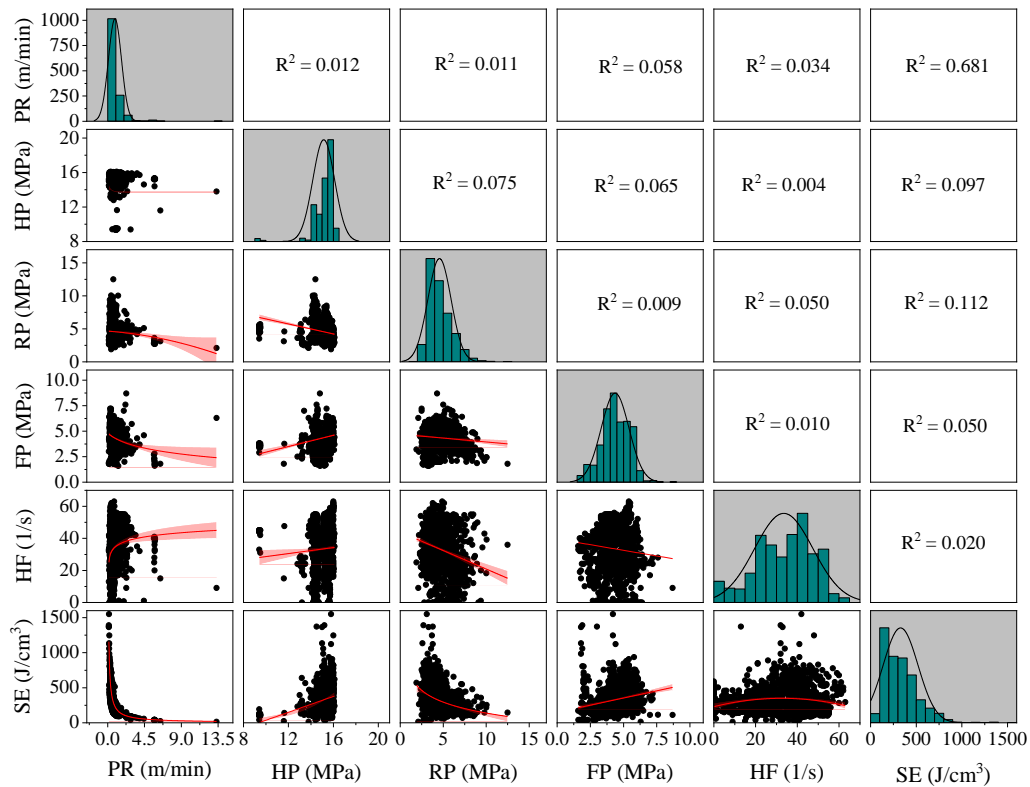 PR (m/min)
1000
750
500
250
0
R² = 0.012
R² = 0.011
R² = 0.058
R² = 0.034
R² = 0.681
HP (MPa)
20
16
12
8
R² = 0.075
R² = 0.065
R² = 0.004
R² = 0.097
RP (MPa)
15
10
5
0
R² = 0.009
R² = 0.050
R² = 0.112
FP (MPa)
10.0
7.5
5.0
2.5
0.0
R² = 0.010
R² = 0.050
HF (1/s)
60
40
20
0
R² = 0.020
SE (J/cm³)
1500
1000
500
0
0.0 4.5 9.0 13.5
8 12 16 20
0 5 10 15
0.0 2.5 5.0 7.5 10.0
0 20 40 60
0 500 1000 1500
PR (m/min)
HP (MPa)
RP (MPa)
FP (MPa)
HF (1/s)
SE (J/cm³)